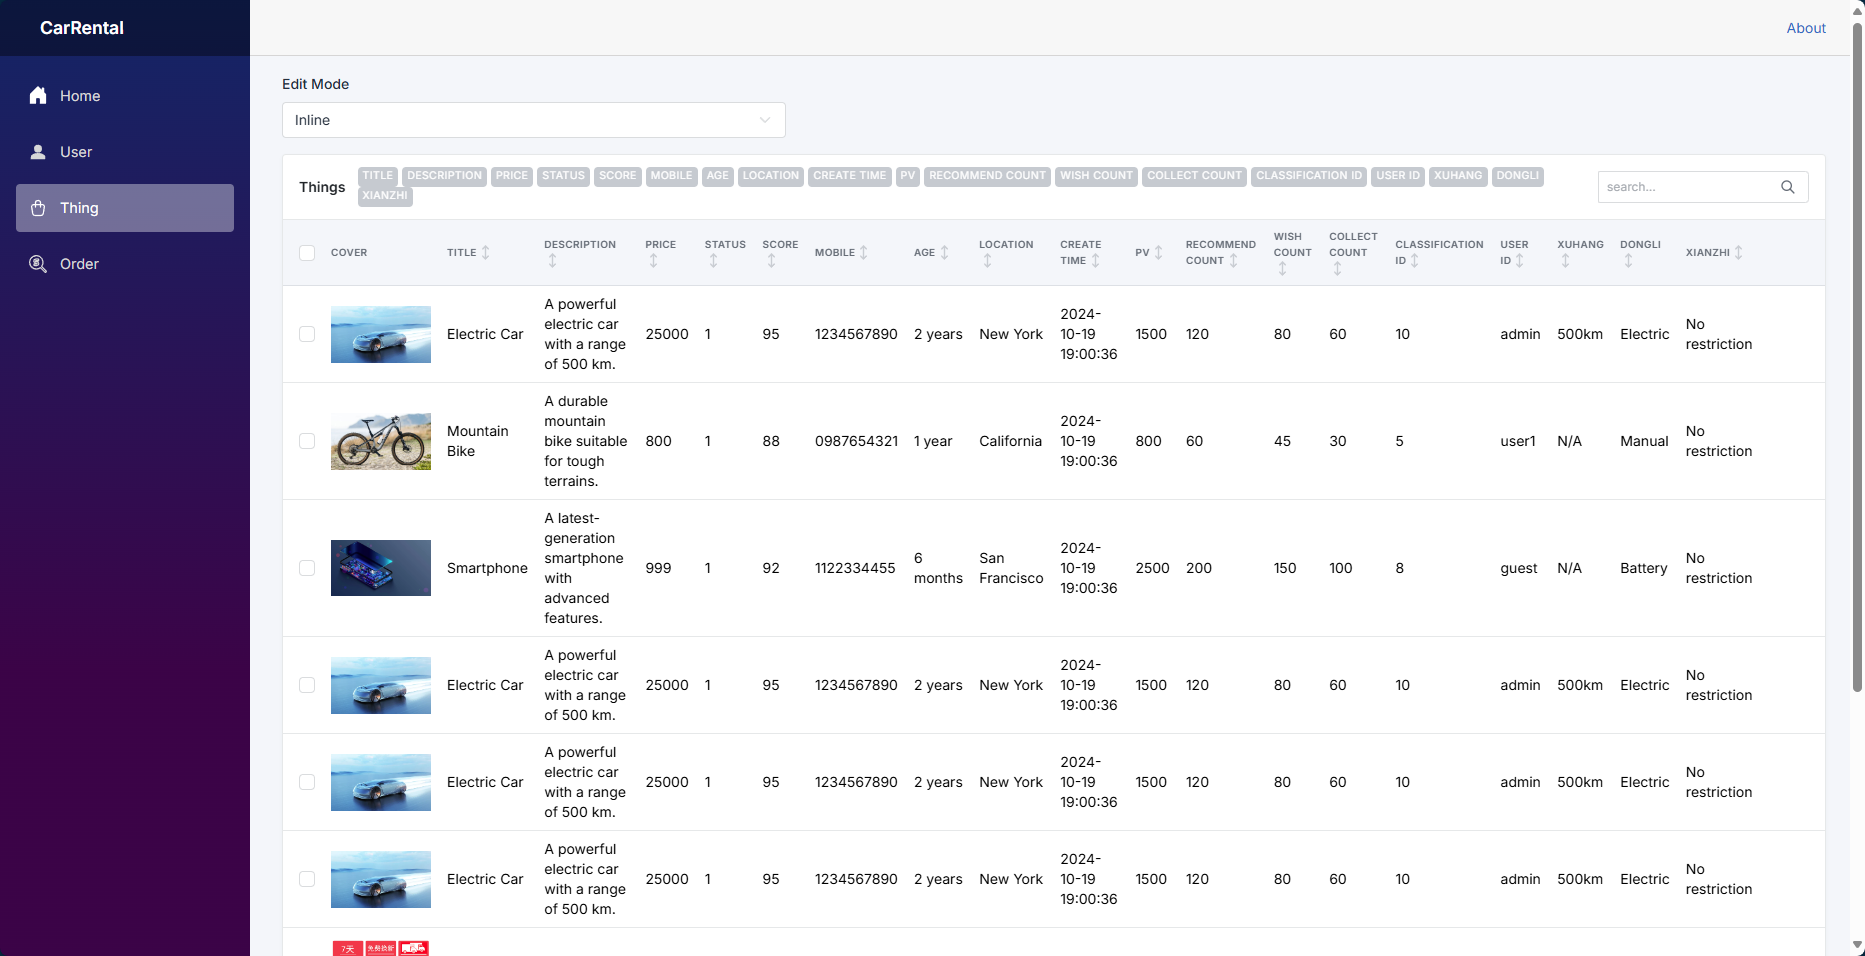 CarRental
About
Home
User
Thing
Order
Edit Mode
Inline
Things
TITLE DESCRIPTION PRICE STATUS SCORE MOBILE AGE LOCATION CREATE TIME PV RECOMMEND COUNT WISH COUNT COLLECT COUNT CLASSIFICATION ID USER ID XUHANG DONGLI
XIANZHI
search...
COVER TITLE DESCRIPTION PRICE STATUS SCORE MOBILE AGE LOCATION CREATE TIME PV RECOMMEND COUNT WISH COUNT COLLECT COUNT CLASSIFICATION ID USER ID XUHANG DONGLI XIANZHI
Electric Car
A powerful
electric car
with a range
of 500 km.
25000 1 95 1234567890 2 years New York
2024-
10-19
19:00:36
1500 120 80 60 10 admin 500km Electric
No
restriction
Mountain
Bike
A durable
mountain
bike suitable
for tough
terrains.
800 1 88 0987654321 1 year California
2024-
10-19
19:00:36
800 60 45 30 5 user1 N/A Manual
No
restriction
Smartphone
A latest-
generation
smartphone
with
advanced
features.
999 1 92 1122334455
6
months
San
Francisco
2024-
10-19
19:00:36
2500 200 150 100 8 guest N/A Battery
No
restriction
Electric Car
A powerful
electric car
with a range
of 500 km.
25000 1 95 1234567890 2 years New York
2024-
10-19
19:00:36
1500 120 80 60 10 admin 500km Electric
No
restriction
Electric Car
A powerful
electric car
with a range
of 500 km.
25000 1 95 1234567890 2 years New York
2024-
10-19
19:00:36
1500 120 80 60 10 admin 500km Electric
No
restriction
Electric Car
A powerful
electric car
with a range
of 500 km.
25000 1 95 1234567890 2 years New York
2024-
10-19
19:00:36
1500 120 80 60 10 admin 500km Electric
No
restriction
7天 免费换新